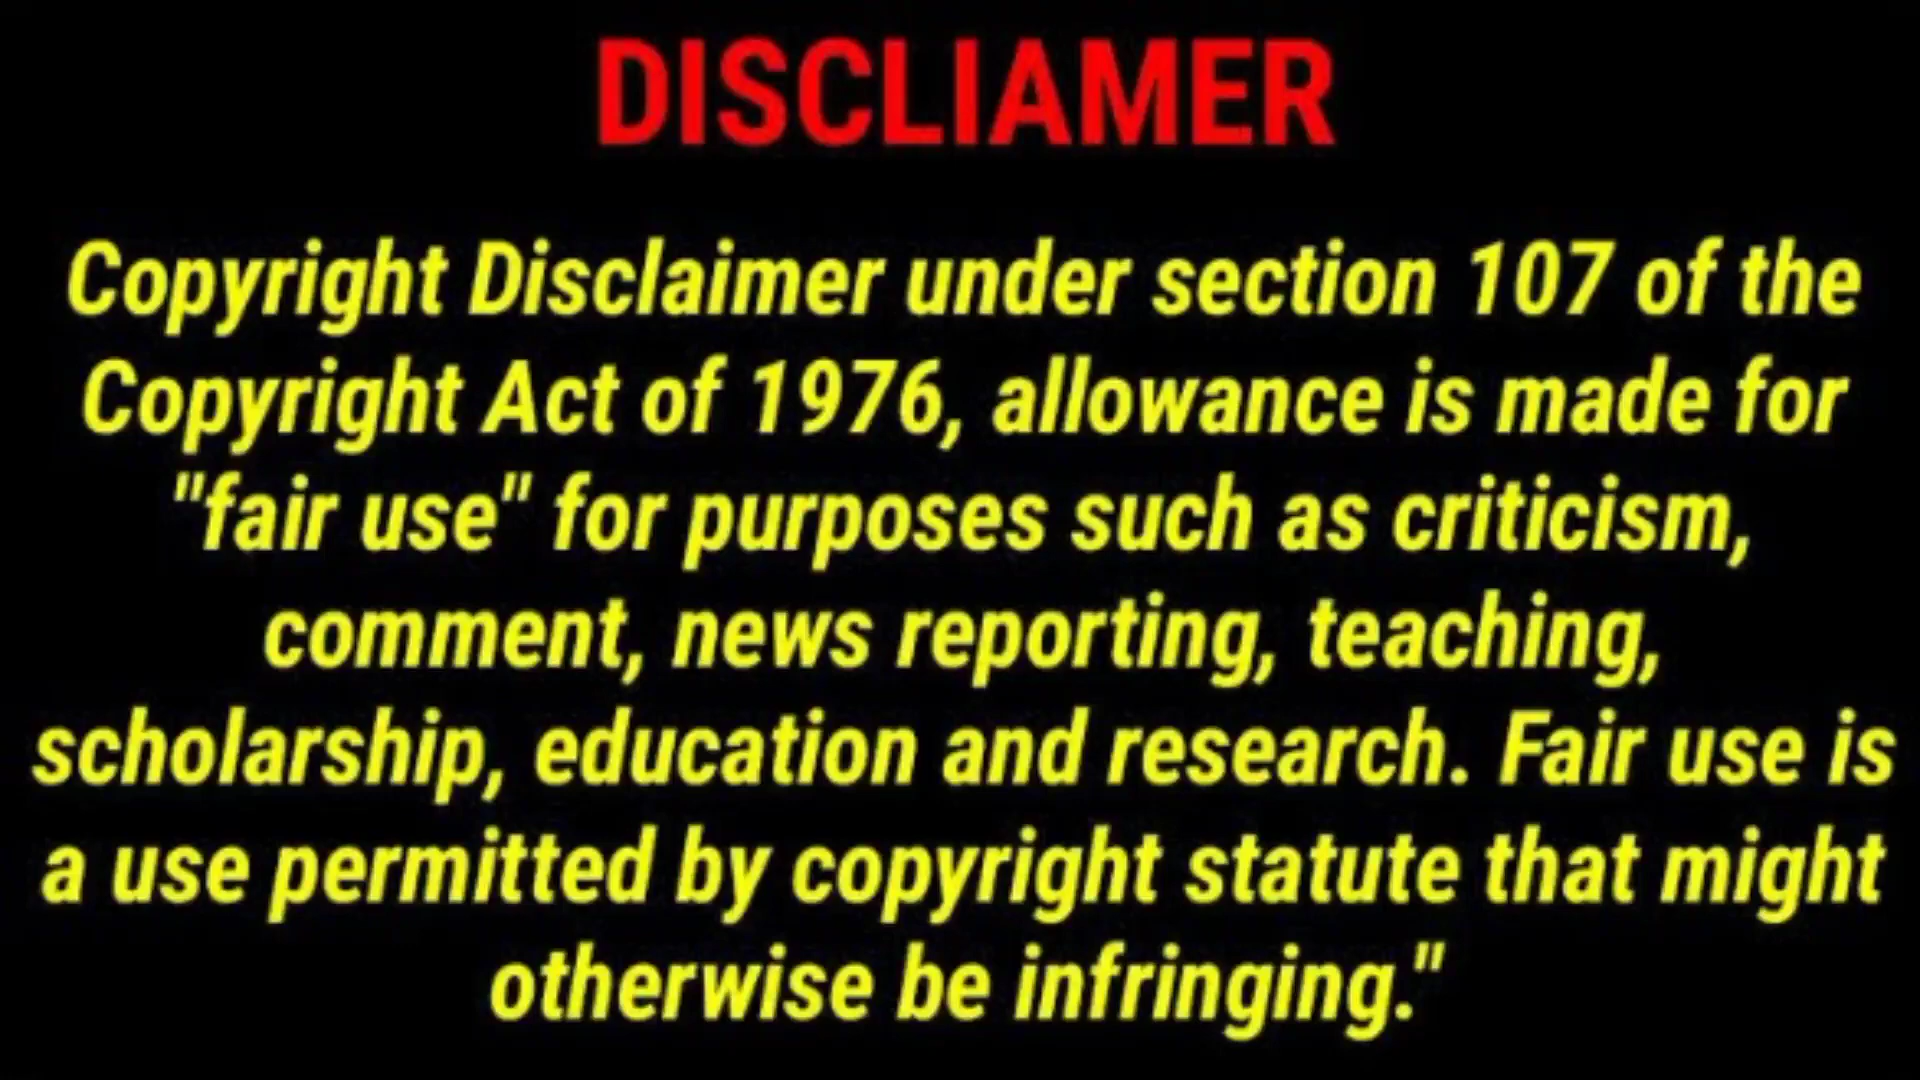 DISCLIAMER
Copyright Disclaimer under section 107 of the
Copyright Act of 1976, allowance is made for
"fair use" for purposes such as criticism,
comment, news reporting, teaching,
scholarship, education and research. Fair use is
a use permitted by copyright statute that might
otherwise be infringing."